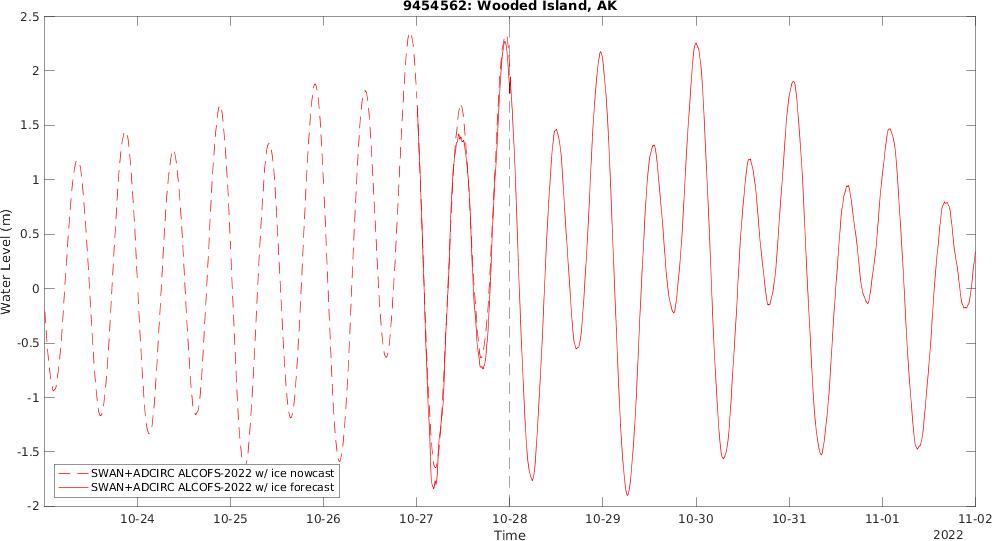 9454562: Wooded Island, AK
2.5
2
1.5
1
0.5
0
-0.5
-1
-1.5
-2
Water Level (m)
SWAN+ADCIRC ALCOFS-2022 w/ ice nowcast
SWAN+ADCIRC ALCOFS-2022 w/ ice forecast
10-24 10-25 10-26 10-27 10-28 10-29 10-30 10-31 11-01 11-02
Time
2022